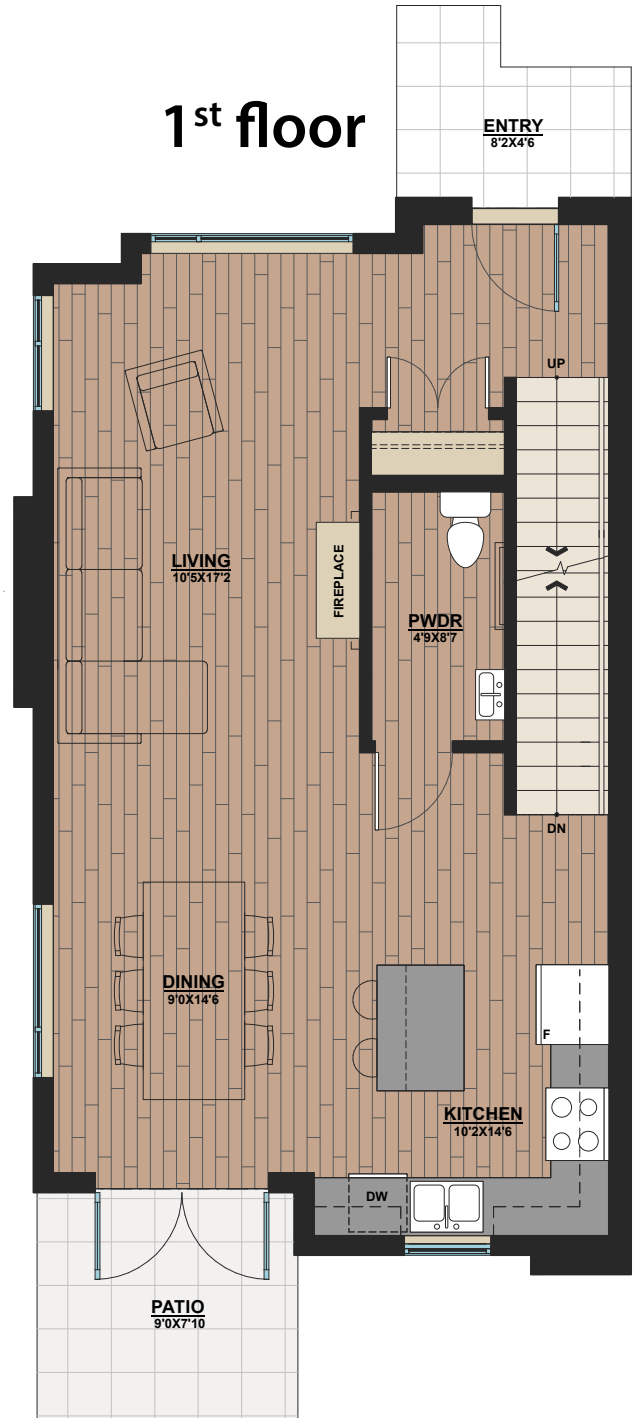 1st floor
ENTRY
8'2X4'6
UP
LIVING
10'5X17'2
FIREPLACE
PWDR
4'9X8'7
DN
DINING
9'0X14'6
F
KITCHEN
10'2X14'6
DW
PATIO
9'0X7'10